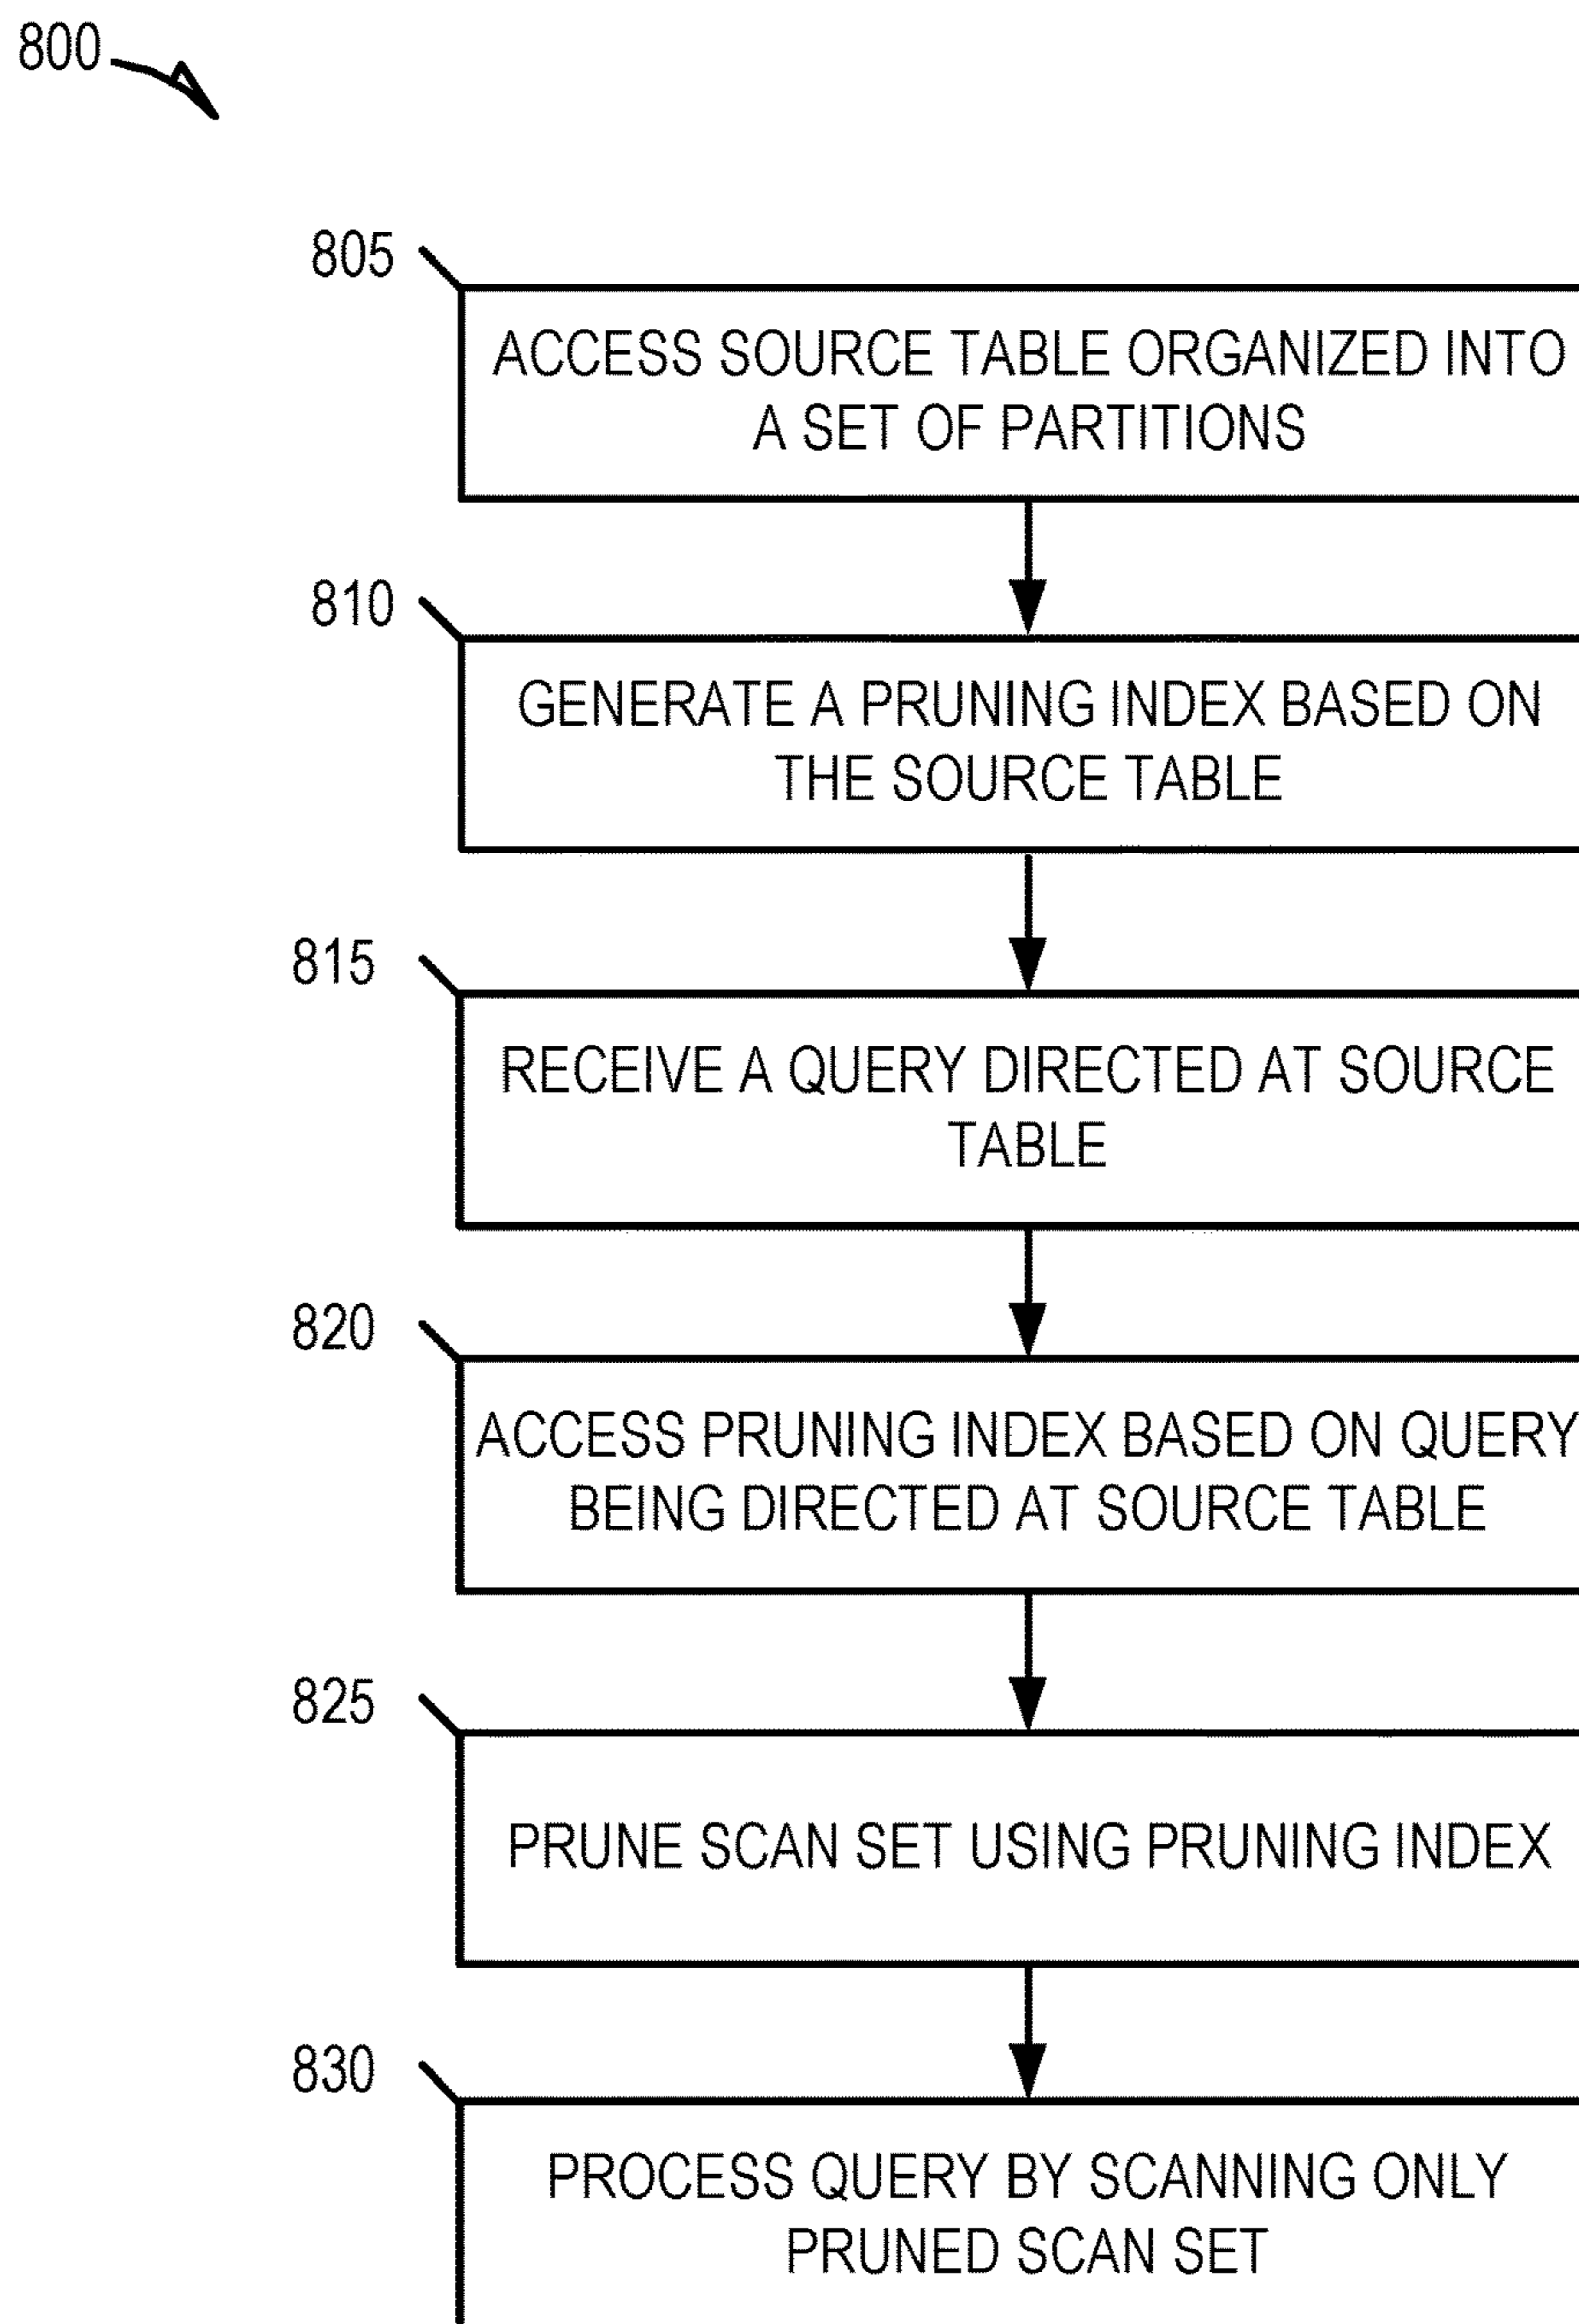 800
805
ACCESS SOURCE TABLE ORGANIZED INTO
A SET OF PARTITIONS
810
GENERATE A PRUNING INDEX BASED ON
THE SOURCE TABLE
815
RECEIVE A QUERY DIRECTED AT SOURCE
TABLE
820
ACCESS PRUNING INDEX BASED ON QUERY
BEING DIRECTED AT SOURCE TABLE
825
PRUNE SCAN SET USING PRUNING INDEX
830
PROCESS QUERY BY SCANNING ONLY
PRUNED SCAN SET